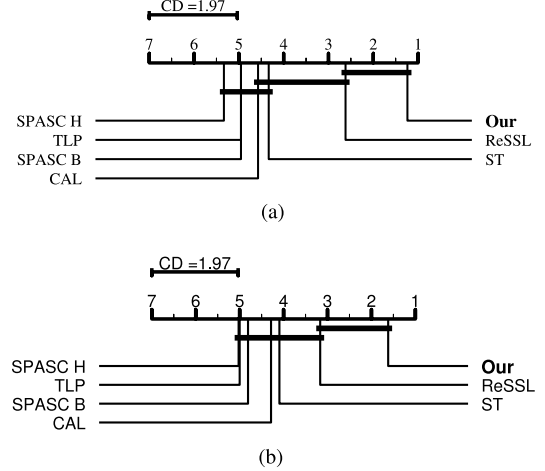 CD =1.97
7 6 5 4 3 2 1
SPASC H Our
TLP ReSSL
SPASC B ST
CAL
(a)
CD =1.97
7 6 5 4 3 2 1
SPASC H Our
TLP ReSSL
SPASC B ST
CAL
(b)